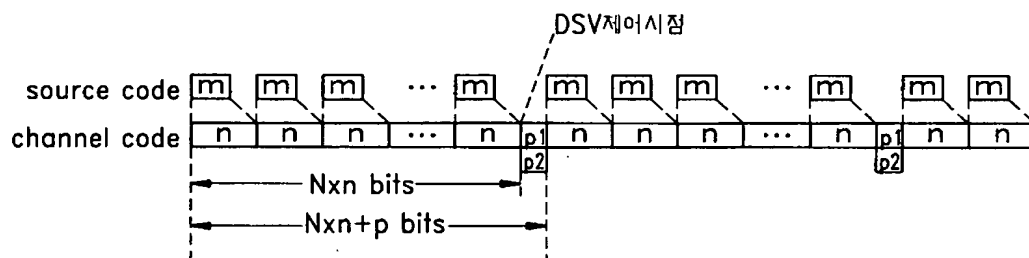 DSV제어시점
source code m m m ... m m m m ... m m m
channel code n n n ... n p1 n n n ... n p1 n n
p2 p2
Nxn bits
Nxn+p bits